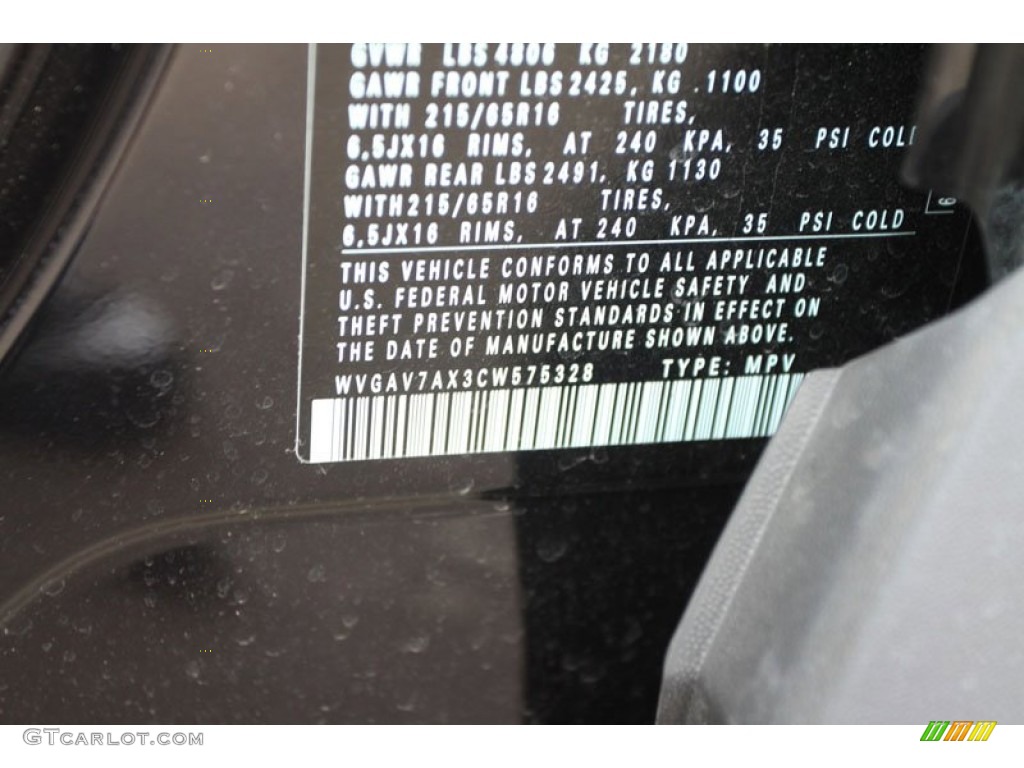 GVWR LBS 4806 KG 2180
GAWR FRONT LBS 2425, KG .1100
WITH 215/65R16 TIRES,
6.5JX16 RIMS, AT 240 KPA, 35 PSI COLD
GAWR REAR LBS 2491, KG 1130
WITH 215/65R16 TIRES,
6.5JX16 RIMS, AT 240 KPA, 35 PSI COLD
THIS VEHICLE CONFORMS TO ALL APPLICABLE
U.S. FEDERAL MOTOR VEHICLE SAFETY AND
THEFT PREVENTION STANDARDS IN EFFECT ON
THE DATE OF MANUFACTURE SHOWN ABOVE.
WVGAV7AX3CW575328 TYPE: MPV
GTCARLOT.COM